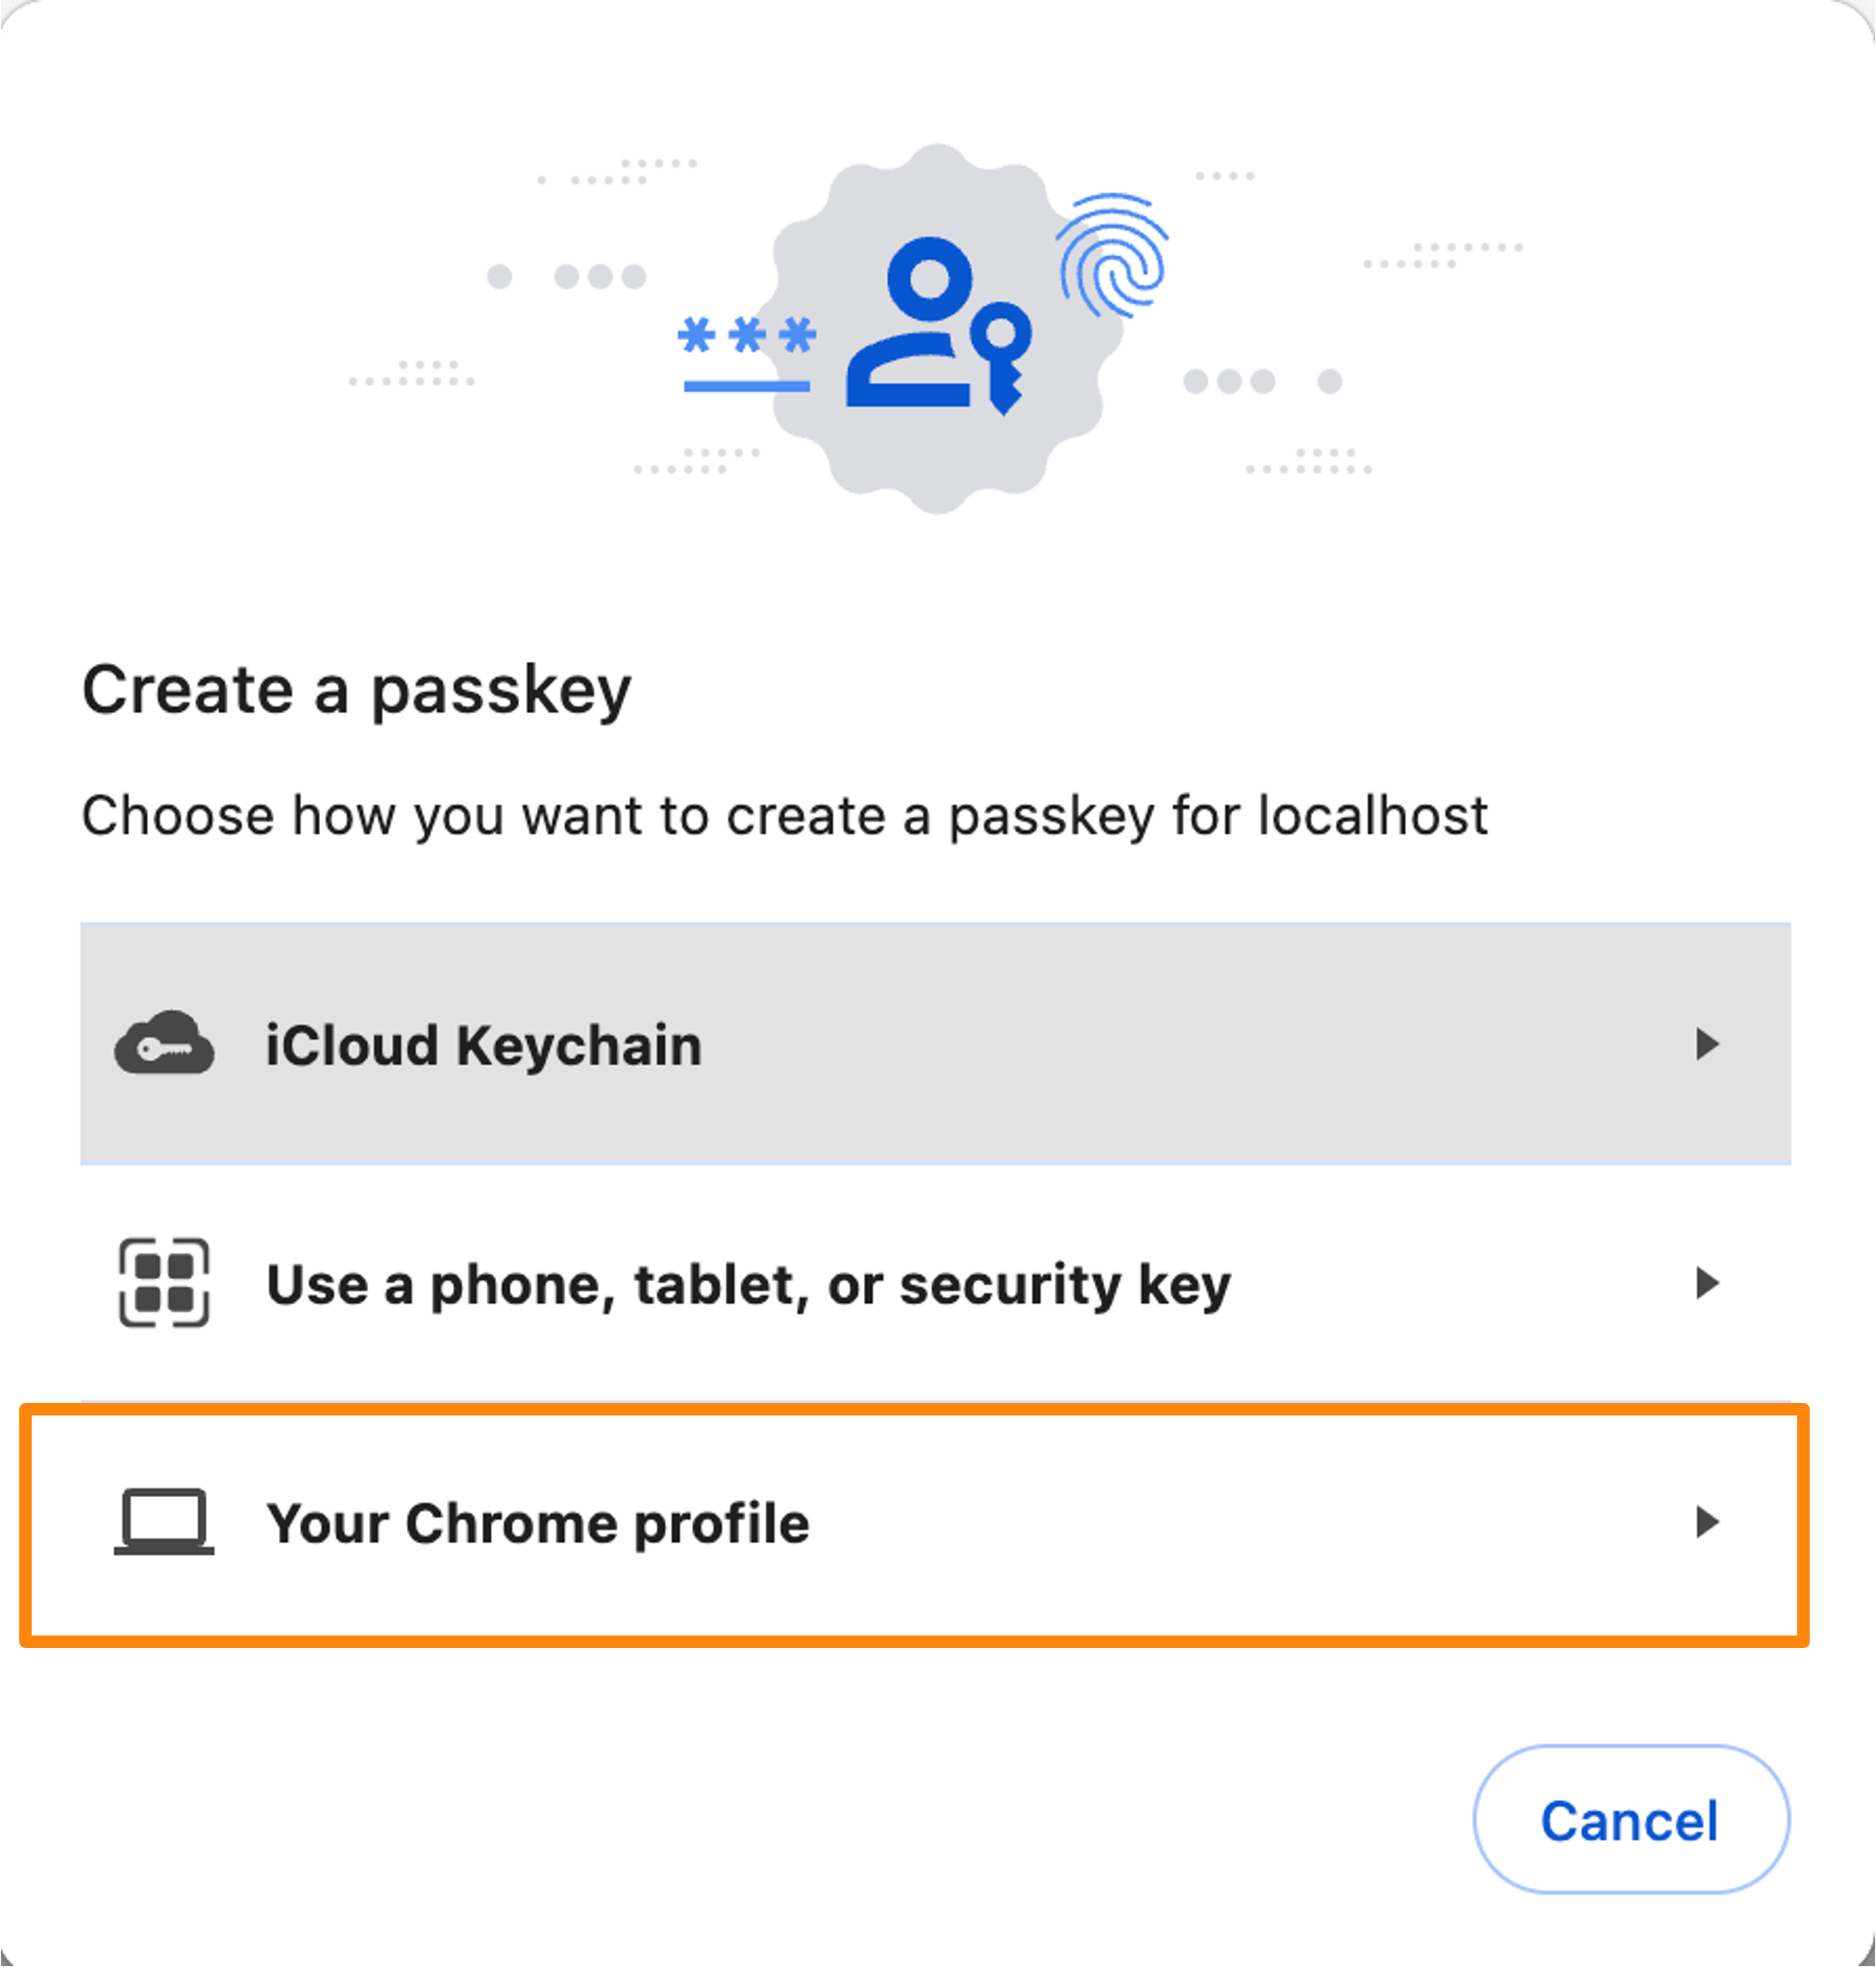 ***
Create a passkey
Choose how you want to create a passkey for localhost
iCloud Keychain
Use a phone, tablet, or security key
Your Chrome profile
Cancel